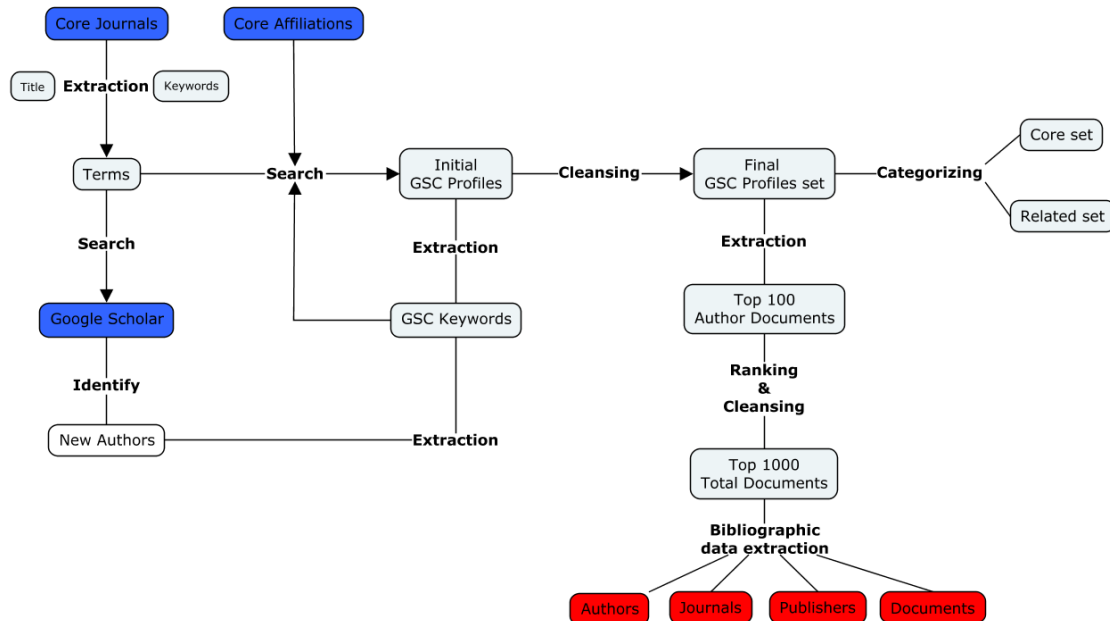 Core Journals
Core Affiliations
Title
Extraction
Keywords
Terms
Search
Initial
GSC Profiles
Cleansing
Final
GSC Profiles set
Categorizing
Core set
Related set
Search
Extraction
Extraction
Google Scholar
GSC Keywords
Top 100
Author Documents
Identify
Ranking
&
Cleansing
New Authors
Extraction
Top 1000
Total Documents
Bibliographic
data extraction
Authors
Journals
Publishers
Documents